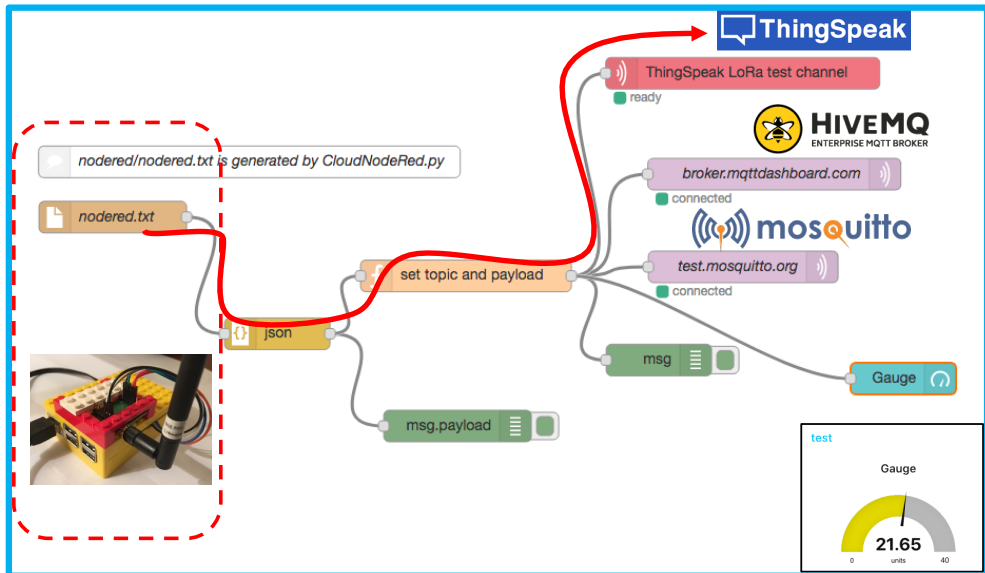 ThingSpeak
ThingSpeak LoRa test channel
ready
HIVEMQ
ENTERPRISE MQTT BROKER
nodered/nodered.txt is generated by CloudNodeRed.py
broker.mqttdashboard.com
connected
nodered.txt
mosquitto
set topic and payload
test.mosquitto.org
connected
json
msg
Gauge
msg.payload
test
Gauge
21.65
0
units
40